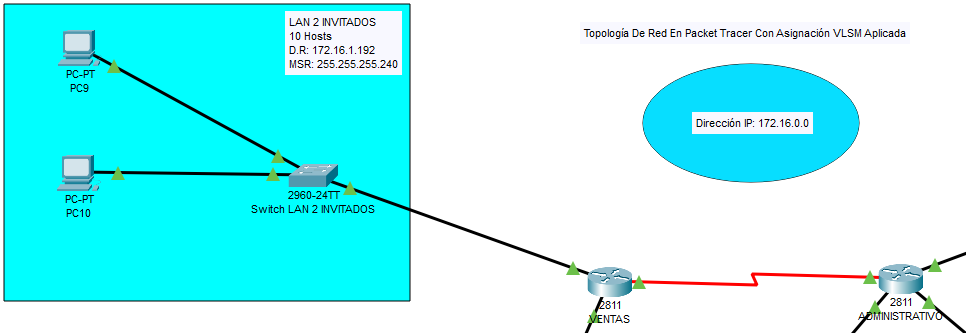 LAN 2 INVITADOS
10 Hosts
D.R: 172.16.1.192
MSR: 255.255.255.240
Topología De Red En Packet Tracer Con Asignación VLSM Aplicada
PC-PT
PC9
Dirección IP: 172.16.0.0
PC-PT
PC10
2960-24TT
Switch LAN 2 INVITADOS
2811
VENTAS
2811
ADMINISTRATIVO